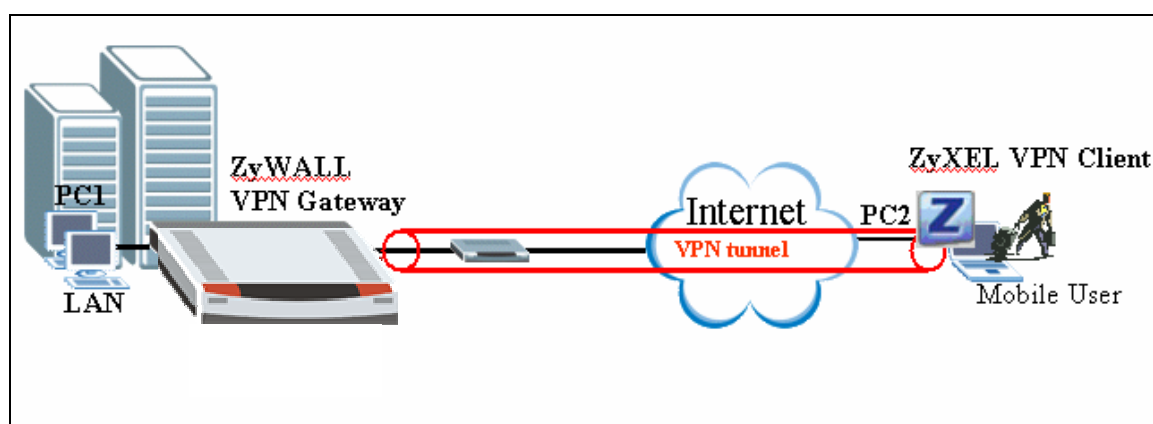 ZyWALL
VPN Gateway
PC1
LAN
Internet
VPN tunnel
ZyXEL VPN Client
PC2
Z
Mobile User